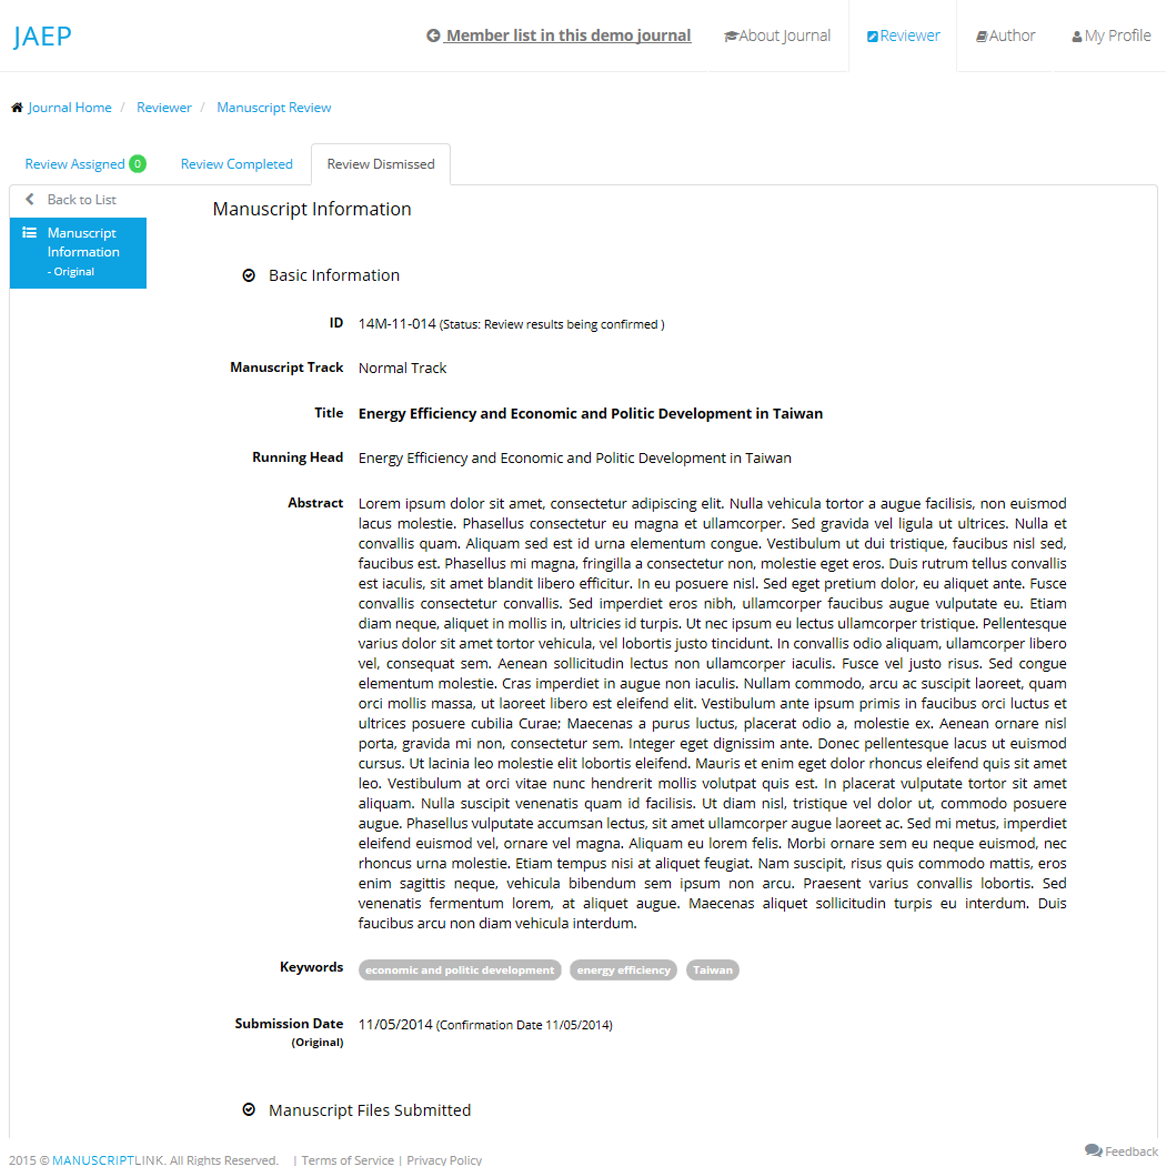 JAEP
Member list in this demo journal
About Journal
Reviewer
Author
My Profile
Journal Home / Reviewer / Manuscript Review
Review Assigned 0
Review Completed
Review Dismissed
Back to List
Manuscript
Information
- Original
Manuscript Information
Basic Information
ID 14M-11-014 (Status: Review results being confirmed )
Manuscript Track Normal Track
Title Energy Efficiency and Economic and Politic Development in Taiwan
Running Head Energy Efficiency and Economic and Politic Development in Taiwan
Abstract Lorem ipsum dolor sit amet, consectetur adipiscing elit. Nulla vehicula tortor a augue facilisis, non euismod
lacus molestie. Phasellus consectetur eu magna et ullamcorper. Sed gravida vel ligula ut ultrices. Nulla et
convallis quam. Aliquam sed est id urna elementum congue. Vestibulum ut dui tristique, faucibus nisl sed,
faucibus est. Phasellus mi magna, fringilla a consectetur non, molestie eget eros. Duis rutrum tellus convallis
est iaculis, sit amet blandit libero efficitur. In eu posuere nisl. Sed eget pretium dolor, eu aliquet ante. Fusce
convallis consectetur convallis. Sed imperdiet eros nibh, ullamcorper faucibus augue vulputate eu. Etiam
diam neque, aliquet in mollis in, ultricies id turpis. Ut nec ipsum eu lectus ullamcorper tristique. Pellentesque
varius dolor sit amet tortor vehicula, vel lobortis justo tincidunt. In convallis odio aliquam, ullamcorper libero
vel, consequat sem. Aenean sollicitudin lectus non ullamcorper iaculis. Fusce vel justo risus. Sed congue
elementum molestie. Cras imperdiet in augue non iaculis. Nullam commodo, arcu ac suscipit laoreet, quam
orci mollis massa, ut laoreet libero est eleifend elit. Vestibulum ante ipsum primis in faucibus orci luctus et
ultrices posuere cubilia Curae; Maecenas a purus luctus, placerat odio a, molestie ex. Aenean ornare nisl
porta, gravida mi non, consectetur sem. Integer eget dignissim ante. Donec pellentesque lacus ut euismod
cursus. Ut lacinia leo molestie elit lobortis eleifend. Mauris et enim eget dolor rhoncus eleifend quis sit amet
leo. Vestibulum at orci vitae nunc hendrerit mollis volutpat quis est. In placerat vulputate tortor sit amet
aliquam. Nulla suscipit venenatis quam id facilisis. Ut diam nisl, tristique vel dolor ut, commodo posuere
augue. Phasellus vulputate accumsan lectus, sit amet ullamcorper augue laoreet ac. Sed mi metus, imperdiet
eleifend euismod vel, ornare vel magna. Aliquam eu lorem felis. Morbi ornare sem eu neque euismod, nec
rhoncus urna molestie. Etiam tempus nisi at aliquet feugiat. Nam suscipit, risus quis commodo mattis, eros
enim sagittis neque, vehicula bibendum sem ipsum non arcu. Praesent varius convallis lobortis. Sed
venenatis fermentum lorem, at aliquet augue. Maecenas aliquet sollicitudin turpis eu interdum. Duis
faucibus arcu non diam vehicula interdum.
Keywords economic and politic development energy efficiency Taiwan
Submission Date 11/05/2014 (Confirmation Date 11/05/2014)
(Original)
Manuscript Files Submitted
Feedback
2015 © MANUSCRIPTLINK. All Rights Reserved. | Terms of Service | Privacy Policy